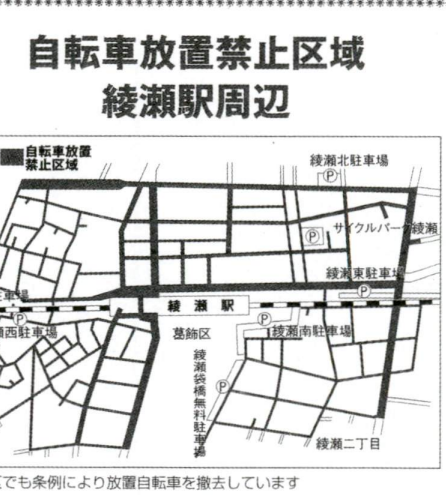 自転車放置禁止区域
綾瀬駅周辺
自転車放置
禁止区域
綾瀬北駐車場
P
P
サイクルパーク綾瀬
綾瀬東駐車場
P
車場
綾瀬駅
P
瀬西駐車場
葛飾区
P
綾瀬南駐車場
P
綾瀬袋橋無料駐車場
綾瀬二丁目
でも条例により放置自転車を撤去しています